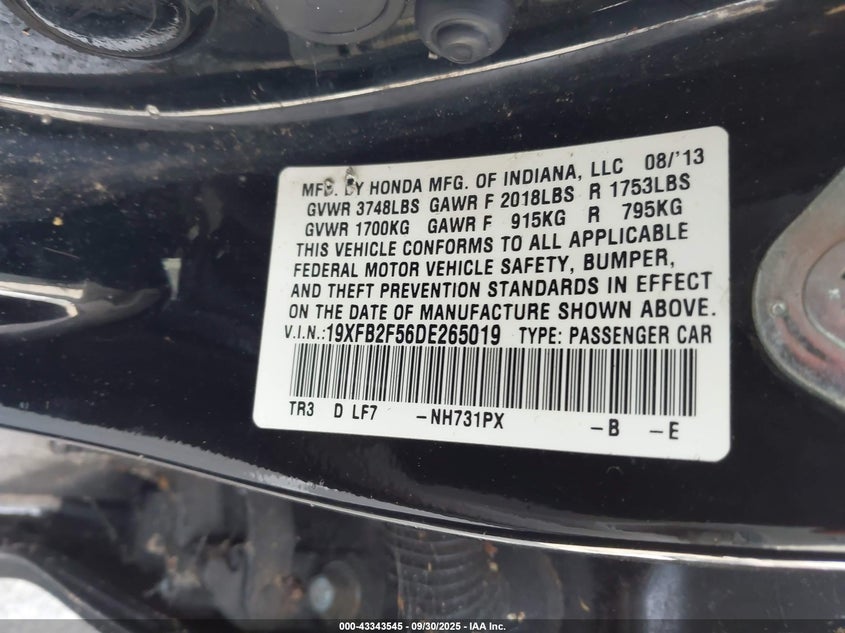 MFD. BY HONDA MFG. OF INDIANA, LLC 08/'13
GVWR 3748LBS GAWR F 2018LBS R 1753LBS
GVWR 1700KG GAWR F 915KG R 795KG
THIS VEHICLE CONFORMS TO ALL APPLICABLE
FEDERAL MOTOR VEHICLE SAFETY, BUMPER,
AND THEFT PREVENTION STANDARDS IN EFFECT
ON THE DATE OF MANUFACTURE SHOWN ABOVE.
V.I.N.:19XFB2F56DE265019 TYPE: PASSENGER CAR
TR3 D LF7 -NH731PX -B -E
000-43343545 - 09/30/2025 - IAA Inc.